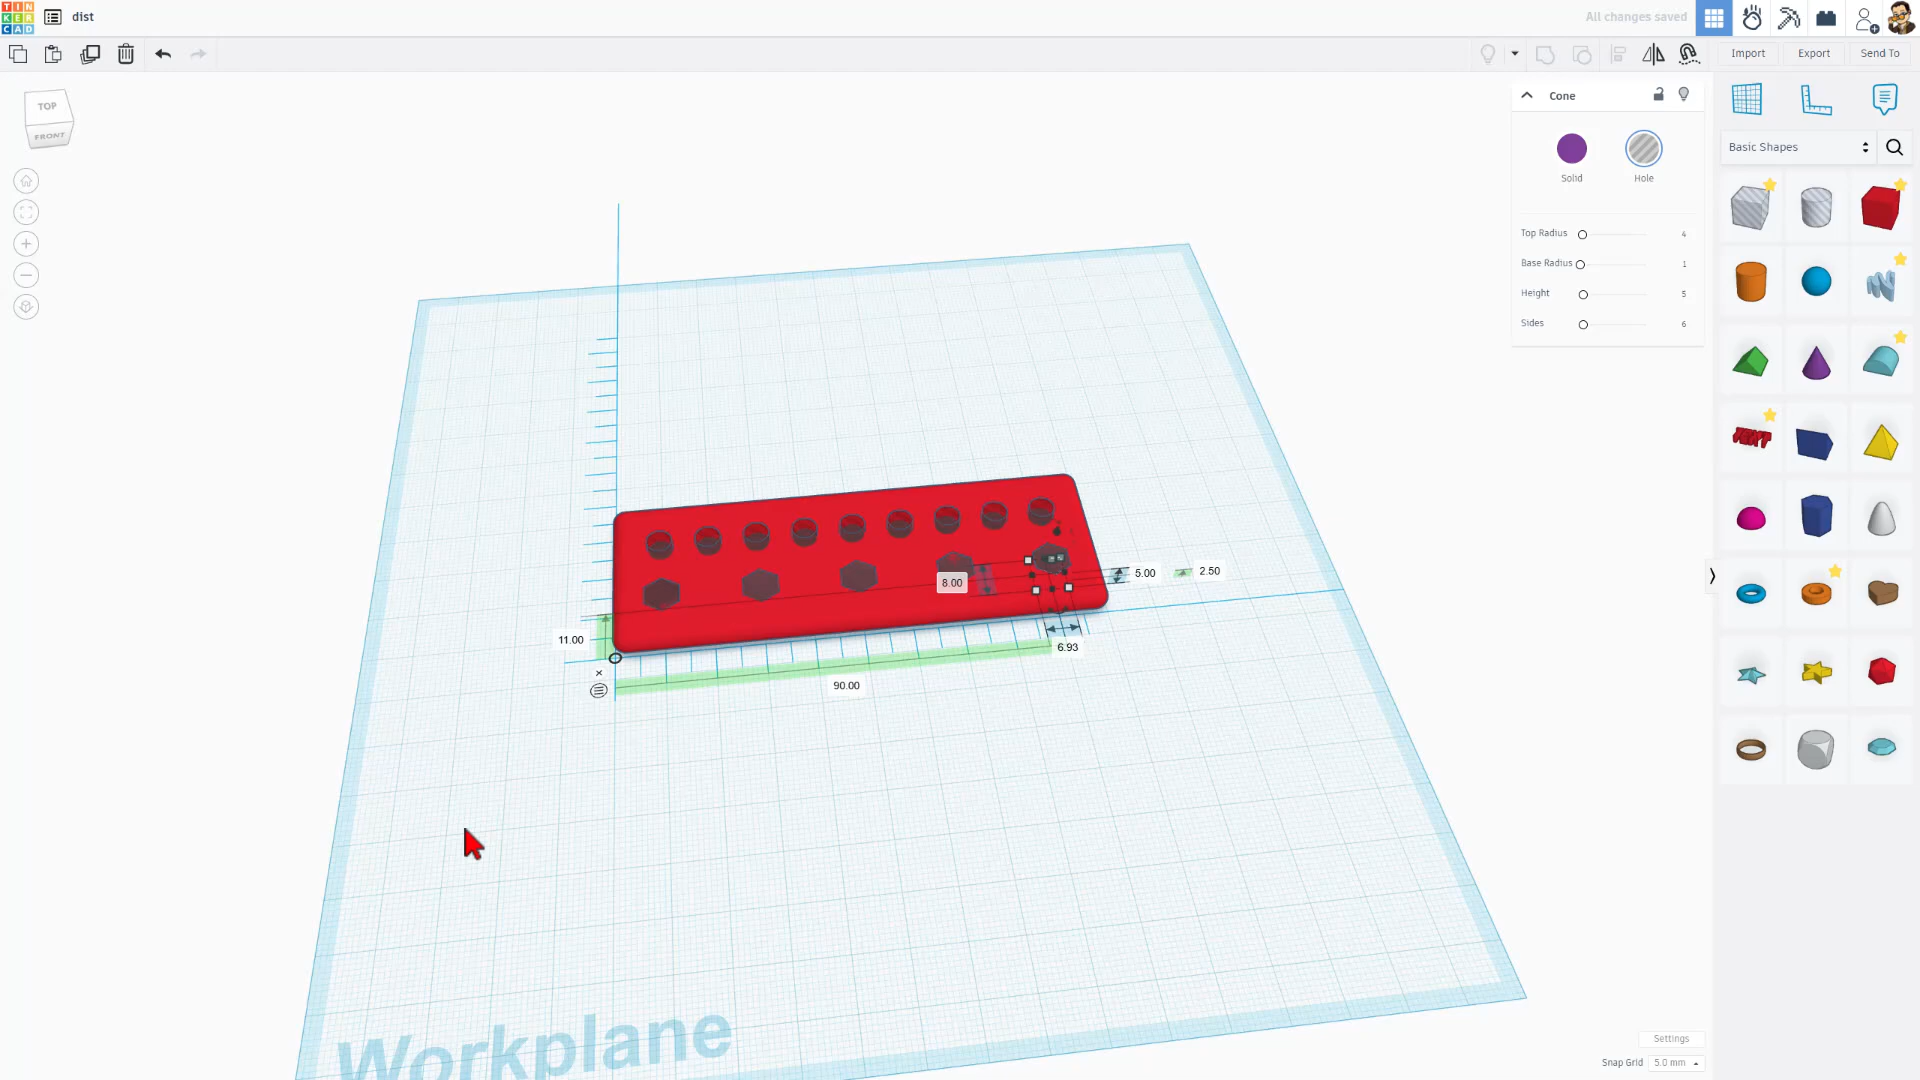 TIN
KER
CAD
dist
All changes saved
Import
Export
Send To
TOP
FRONT
Cone
Solid
Hole
Top Radius 4
Base Radius 1
Height 5
Sides 6
Basic Shapes
8.00
5.00
2.50
11.00
6.93
90.00
Workplane
Settings
Snap Grid 5.0 mm